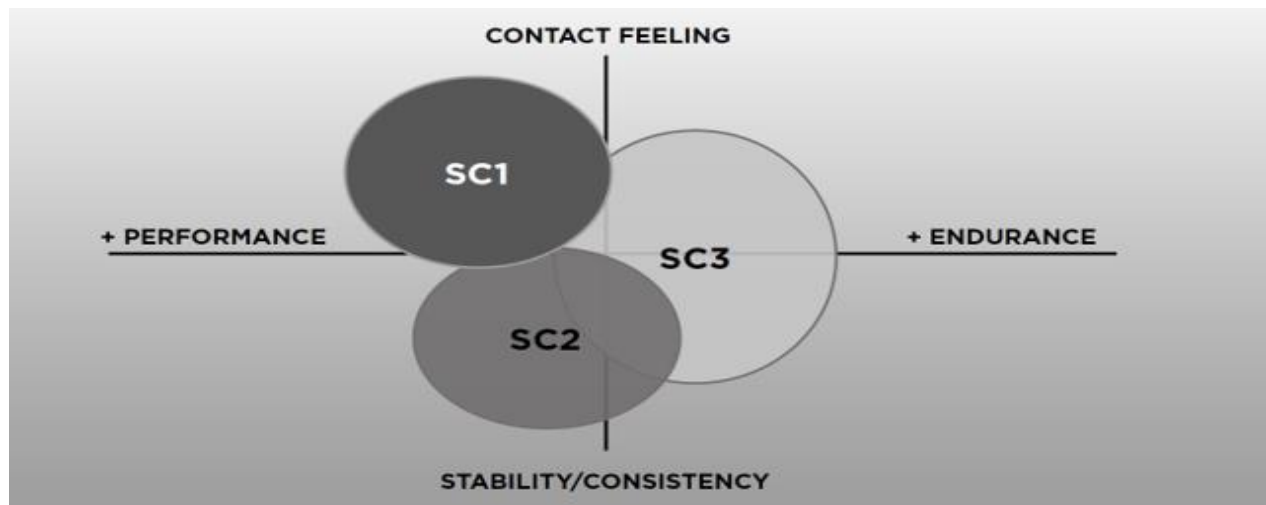 CONTACT FEELING
SC1
+ PERFORMANCE
+ ENDURANCE
SC3
SC2
STABILITY/CONSISTENCY